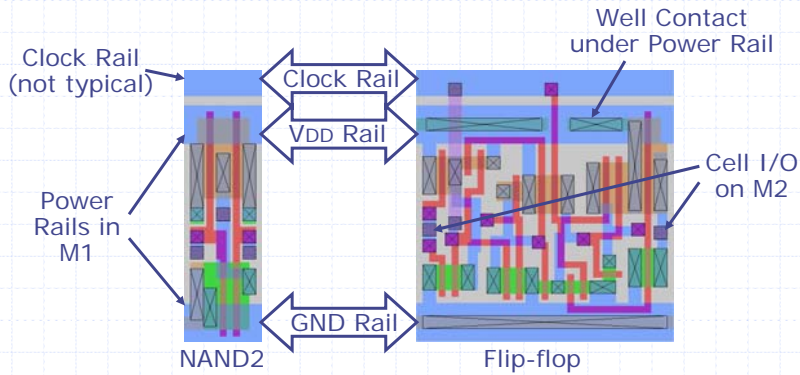 Well Contact
under Power Rail
Clock Rail
(not typical)
Clock Rail
VDD Rail
Cell I/O
on M2
Power
Rails in
M1
GND Rail
NAND2
Flip-flop